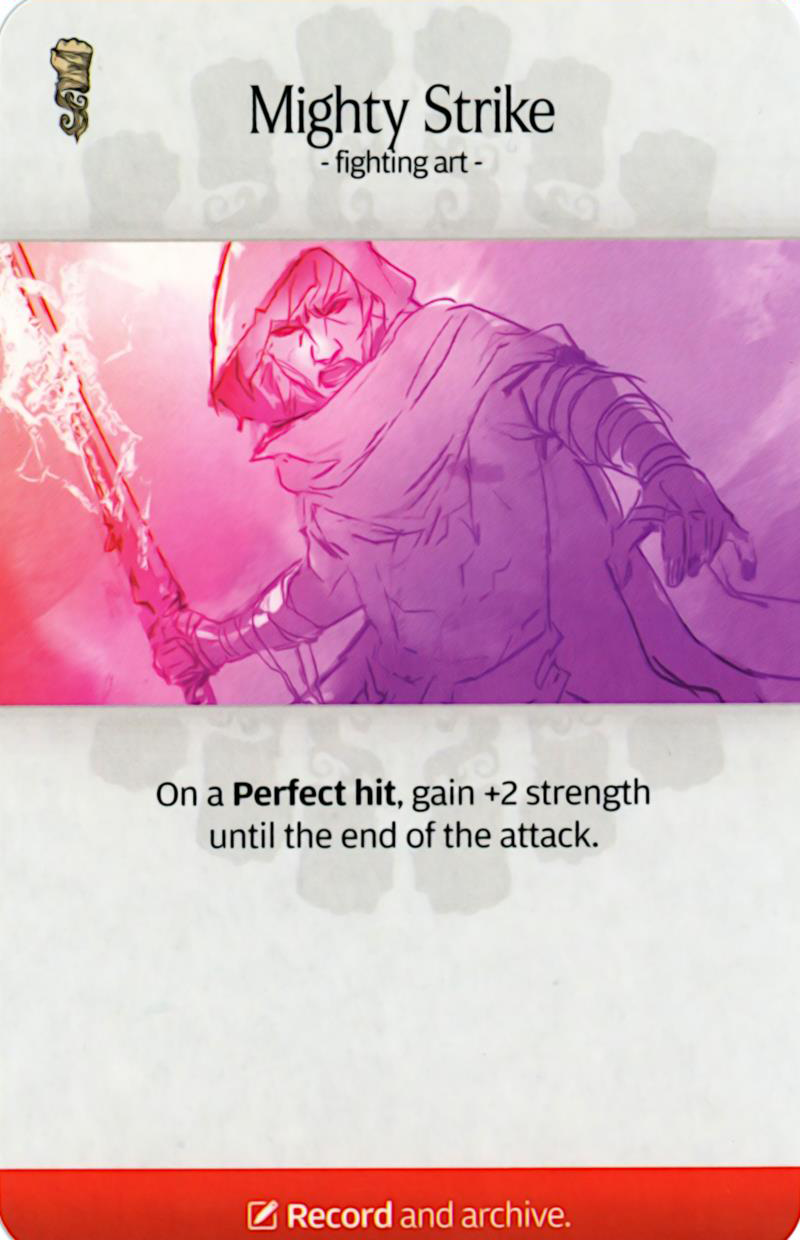 Mighty Strike
- fighting art -
On a Perfect hit, gain +2 strength
until the end of the attack.
Record and archive.